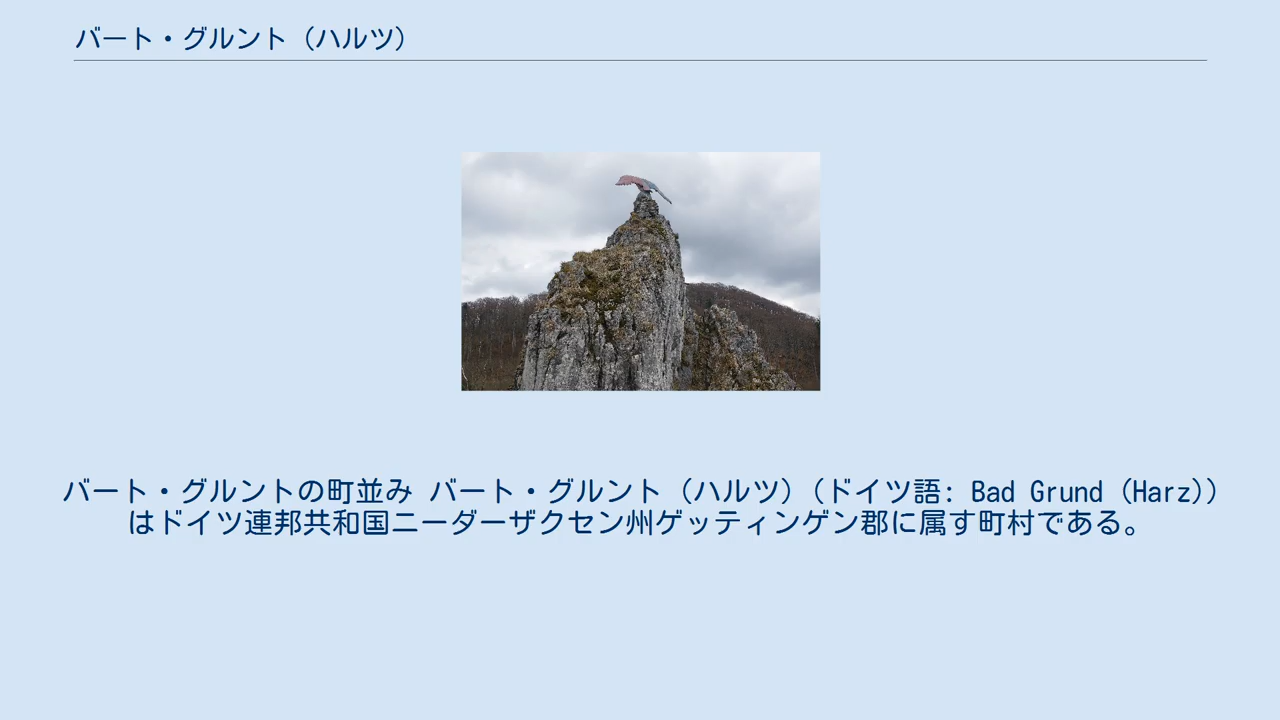 バート・グルント（ハルツ）
バート・グルントの町並み バート・グルント（ハルツ）（ドイツ語: Bad Grund (Harz)）
はドイツ連邦共和国ニーダーザクセン州ゲッティンゲン郡に属す町村である。